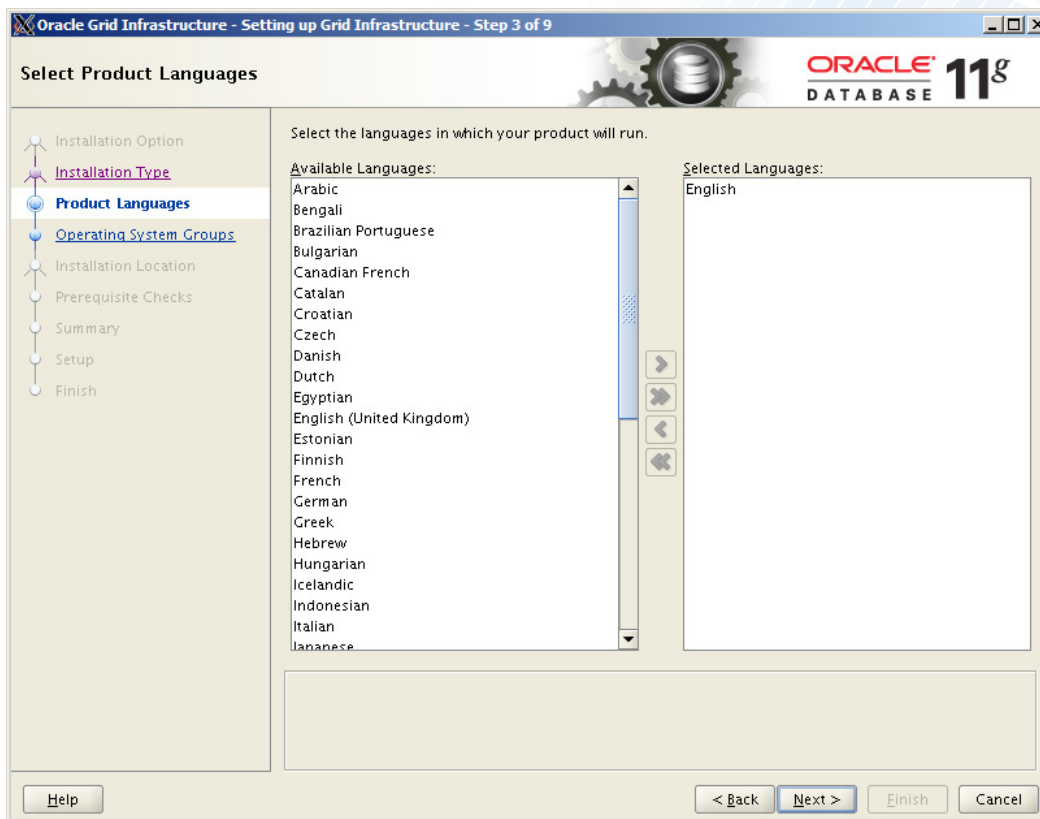 Oracle Grid Infrastructure - Setting up Grid Infrastructure - Step 3 of 9
Select Product Languages
ORACLE
DATABASE
11g
Installation Option
Installation Type
Product Languages
Operating System Groups
Installation Location
Prerequisite Checks
Summary
Setup
Finish
Select the languages in which your product will run.
Available Languages:
Arabic
Bengali
Brazilian Portuguese
Bulgarian
Canadian French
Catalan
Croatian
Czech
Danish
Dutch
Egyptian
English (United Kingdom)
Estonian
Finnish
French
German
Greek
Hebrew
Hungarian
Icelandic
Indonesian
Italian
Japanese
Selected Languages:
English
Help
< Back
Next >
Finish
Cancel